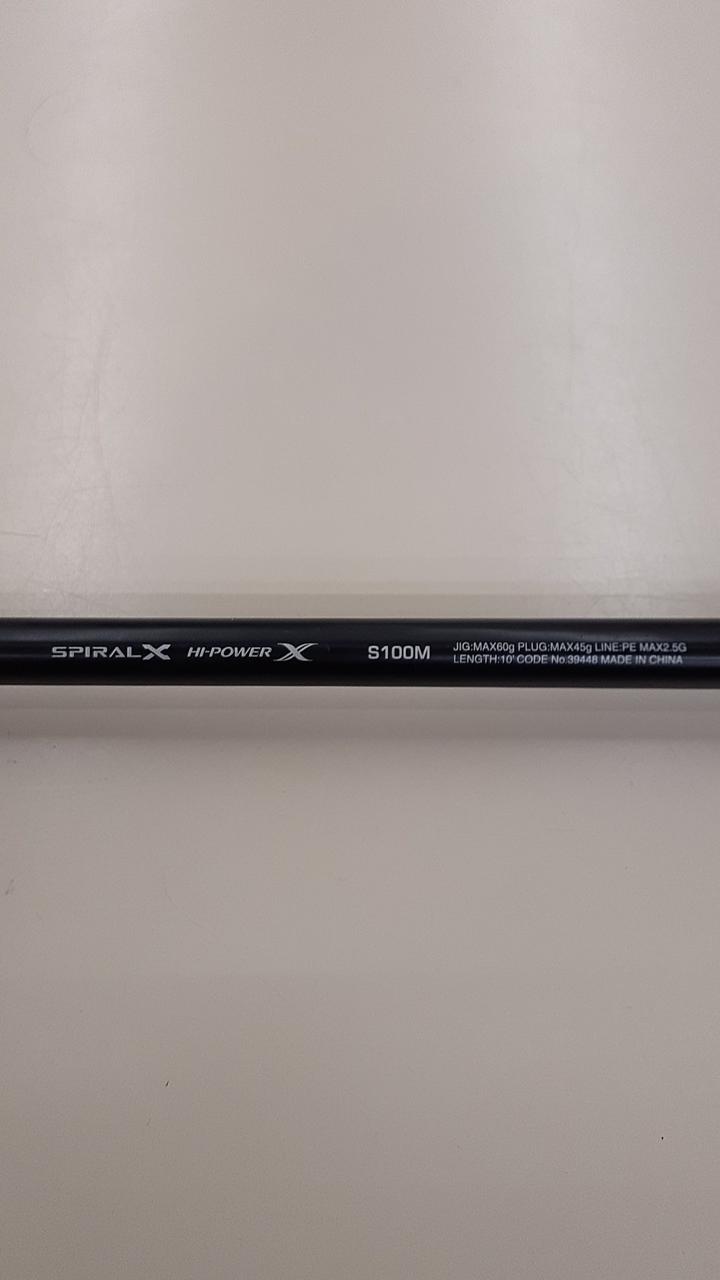 SPIRALX HI-POWER X S100M
JIG:MAX60g PLUG:MAX45g LINE:PE MAX2.5G
LENGTH:10' CODE No.39448 MADE IN CHINA